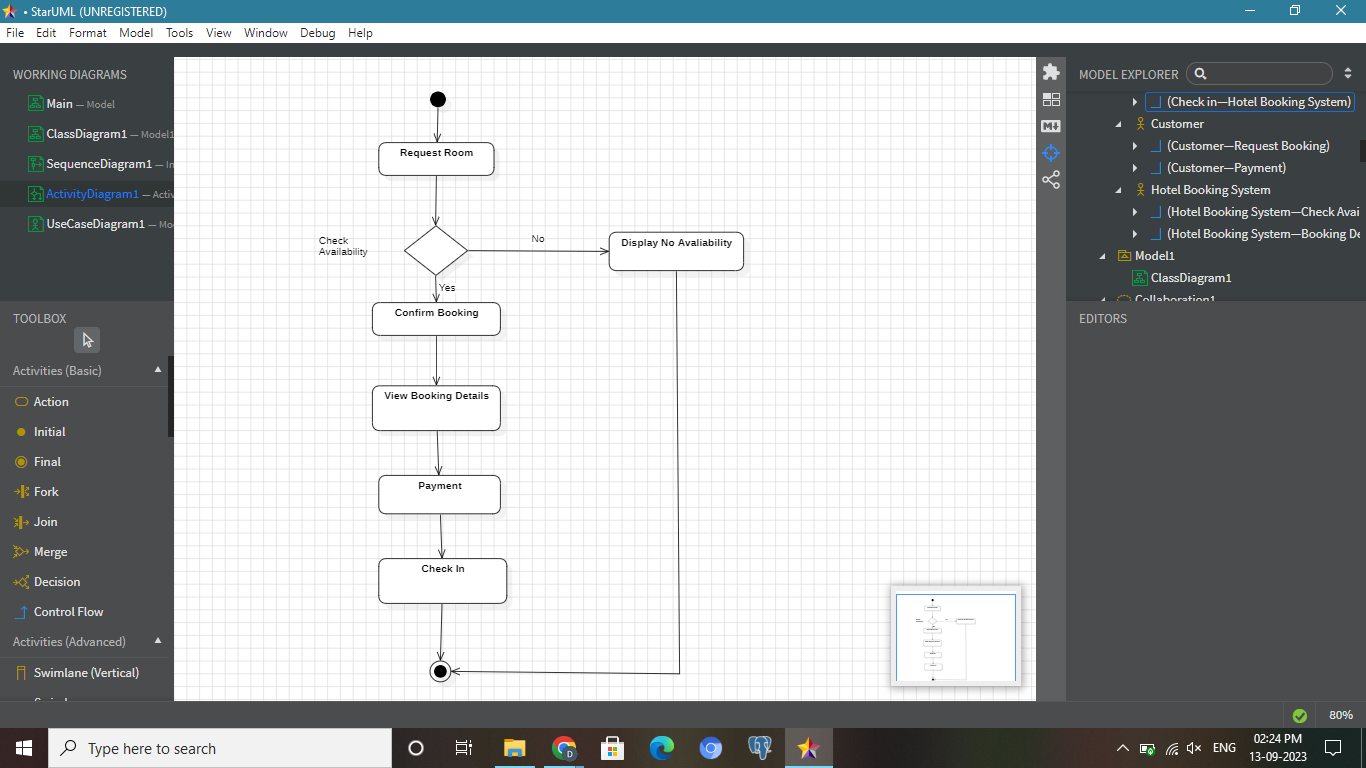 • StarUML (UNREGISTERED)
File Edit Format Model Tools View Window Debug Help
WORKING DIAGRAMS
Main — Model
ClassDiagram1 — Model1
SequenceDiagram1 — In
ActivityDiagram1 — Activ
UseCaseDiagram1 — Mo
TOOLBOX
Activities (Basic)
Action
Initial
Final
Fork
Join
Merge
Decision
Control Flow
Activities (Advanced)
Swimlane (Vertical)
Request Room
Check
Availability
No
Display No Avaliability
Yes
Confirm Booking
View Booking Details
Payment
Check In
MODEL EXPLORER
(Check in—Hotel Booking System)
Customer
(Customer—Request Booking)
(Customer—Payment)
Hotel Booking System
(Hotel Booking System—Check Avai
(Hotel Booking System—Booking De
Model1
ClassDiagram1
Collaboration1
EDITORS
80%
Type here to search
D
ENG
02:24 PM
13-09-2023